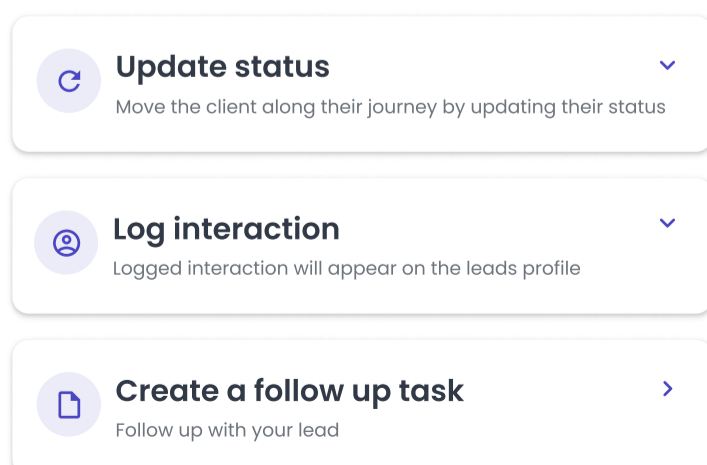 Update status
Move the client along their journey by updating their status
Log interaction
Logged interaction will appear on the leads profile
Create a follow up task
Follow up with your lead